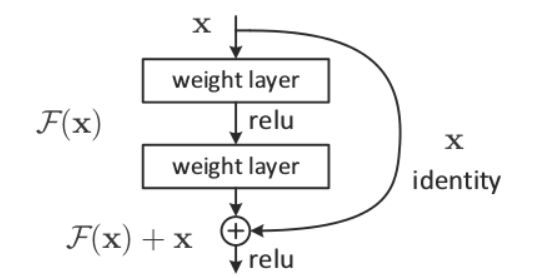 x
weight layer
relu
F(x)
x
weight layer
identity
F(x) + x
+
relu